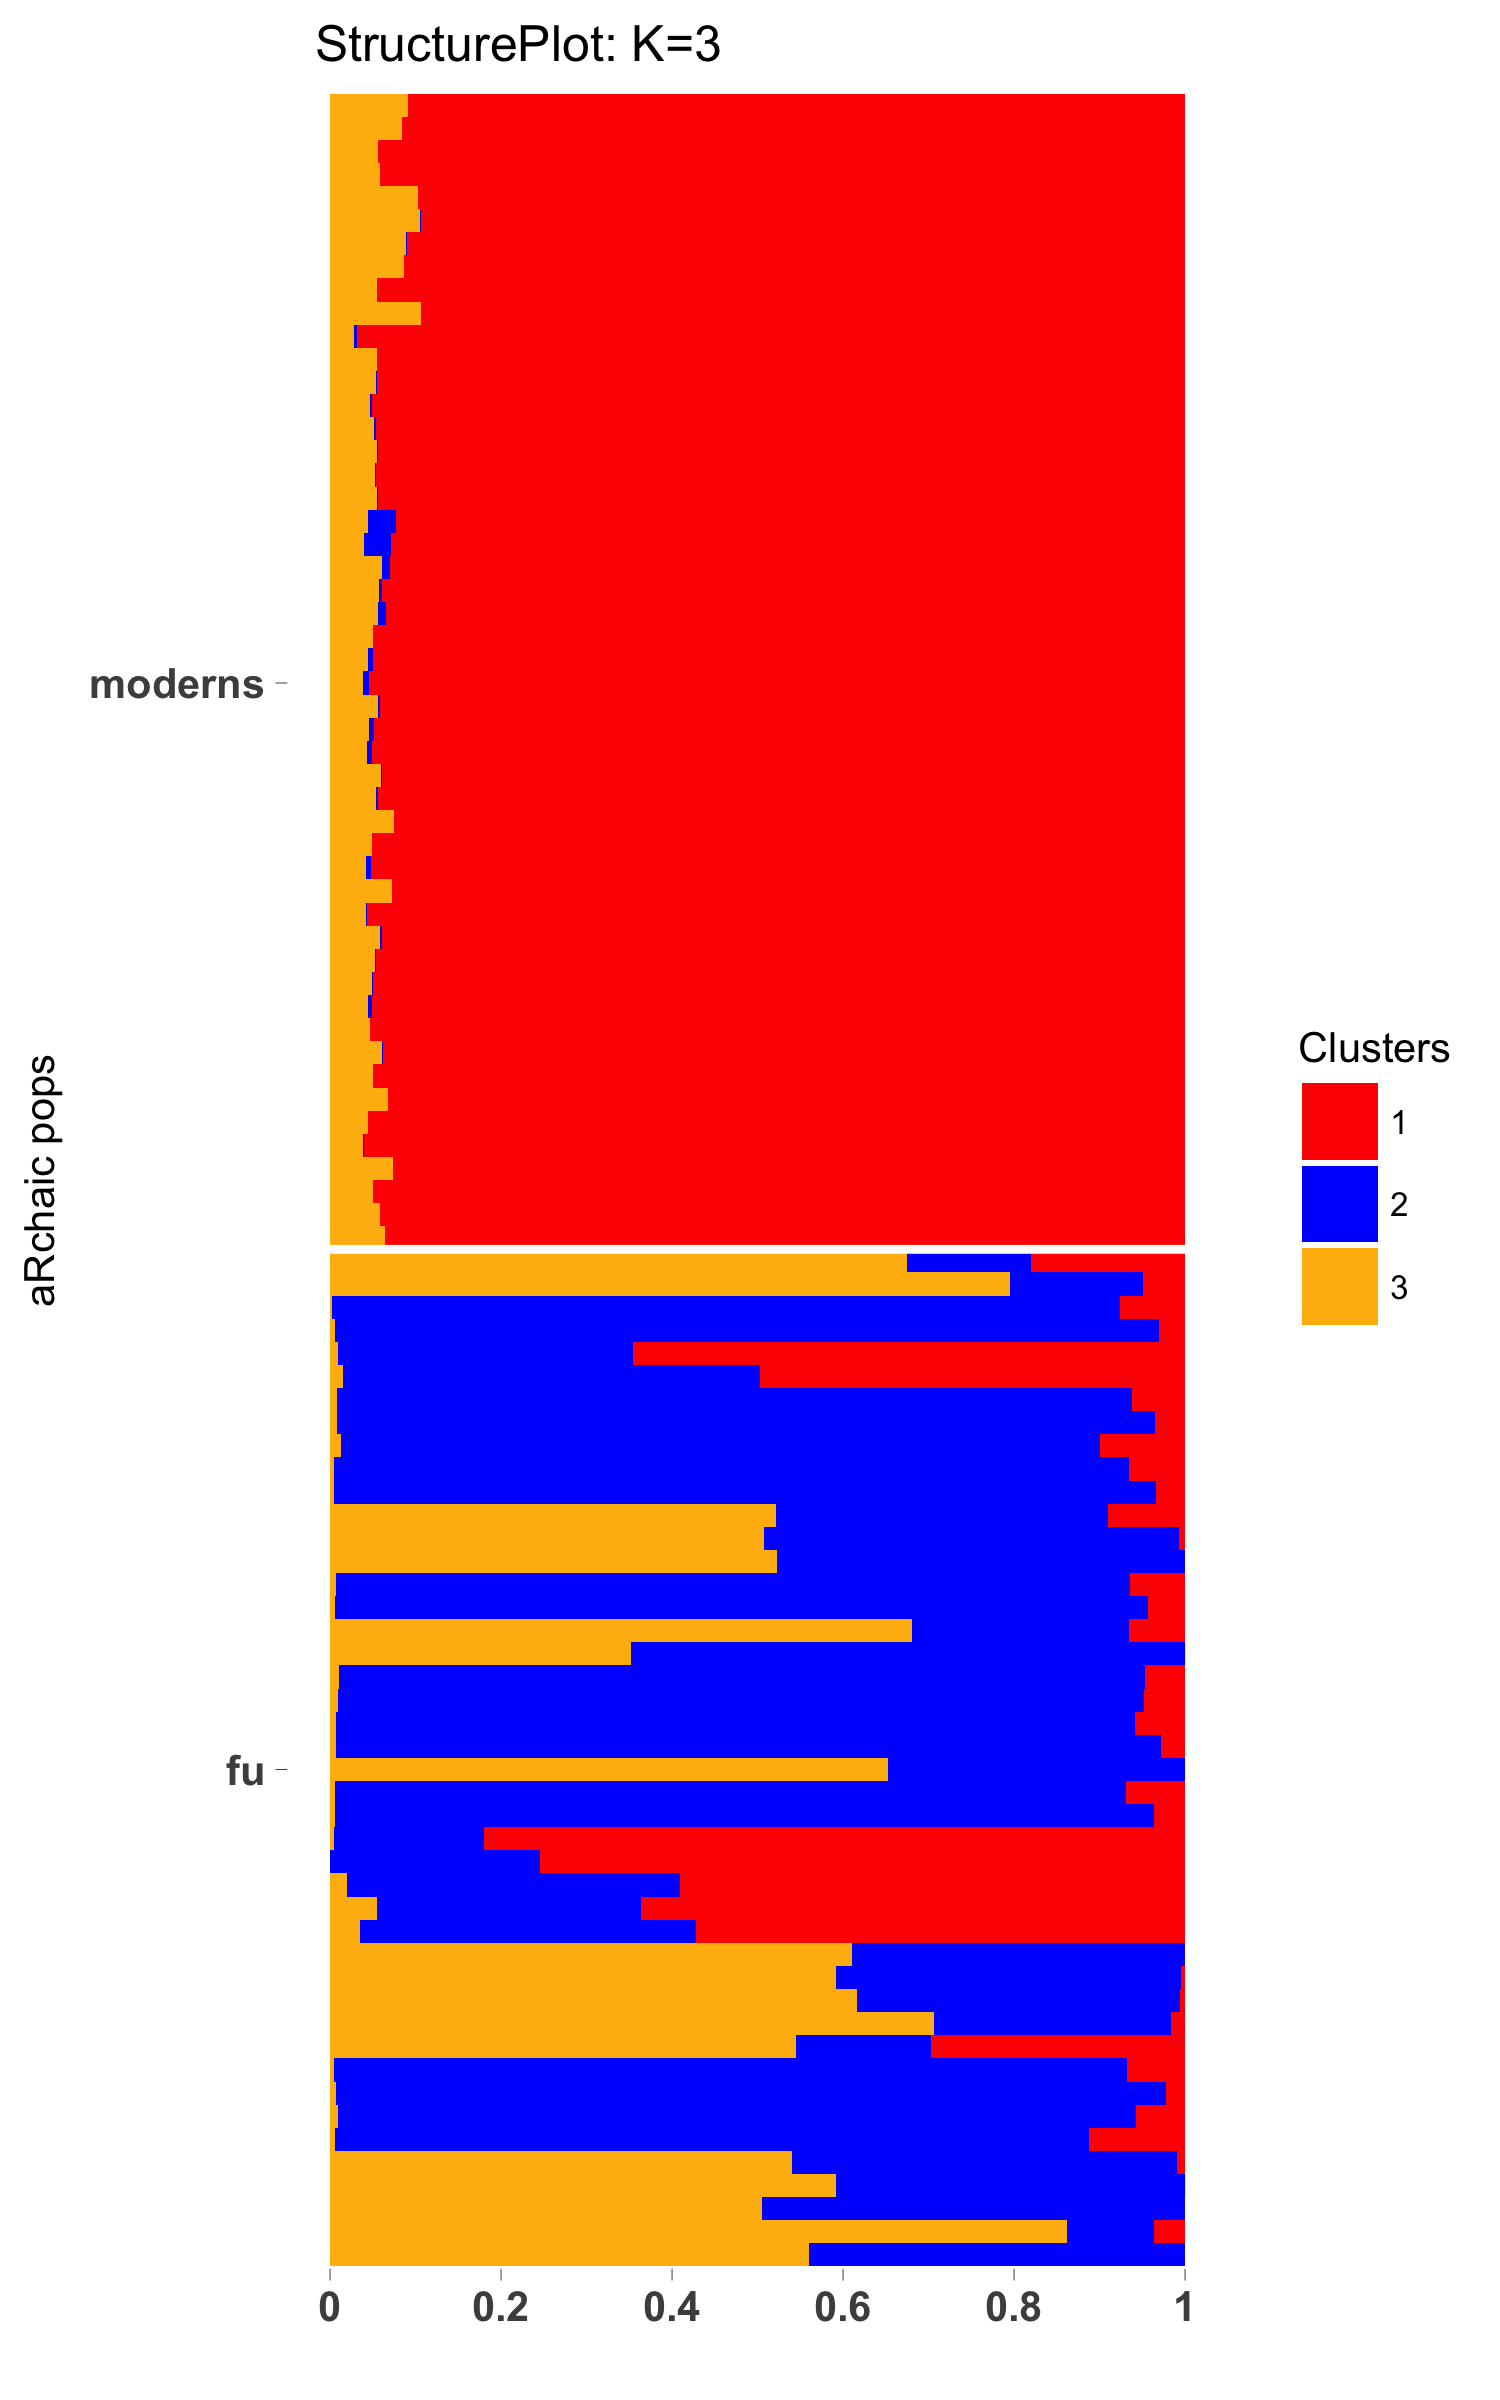 StructurePlot: K=3
moderns
aRchaic pops
fu
Clusters
1
2
3
0 0.2 0.4 0.6 0.8 1